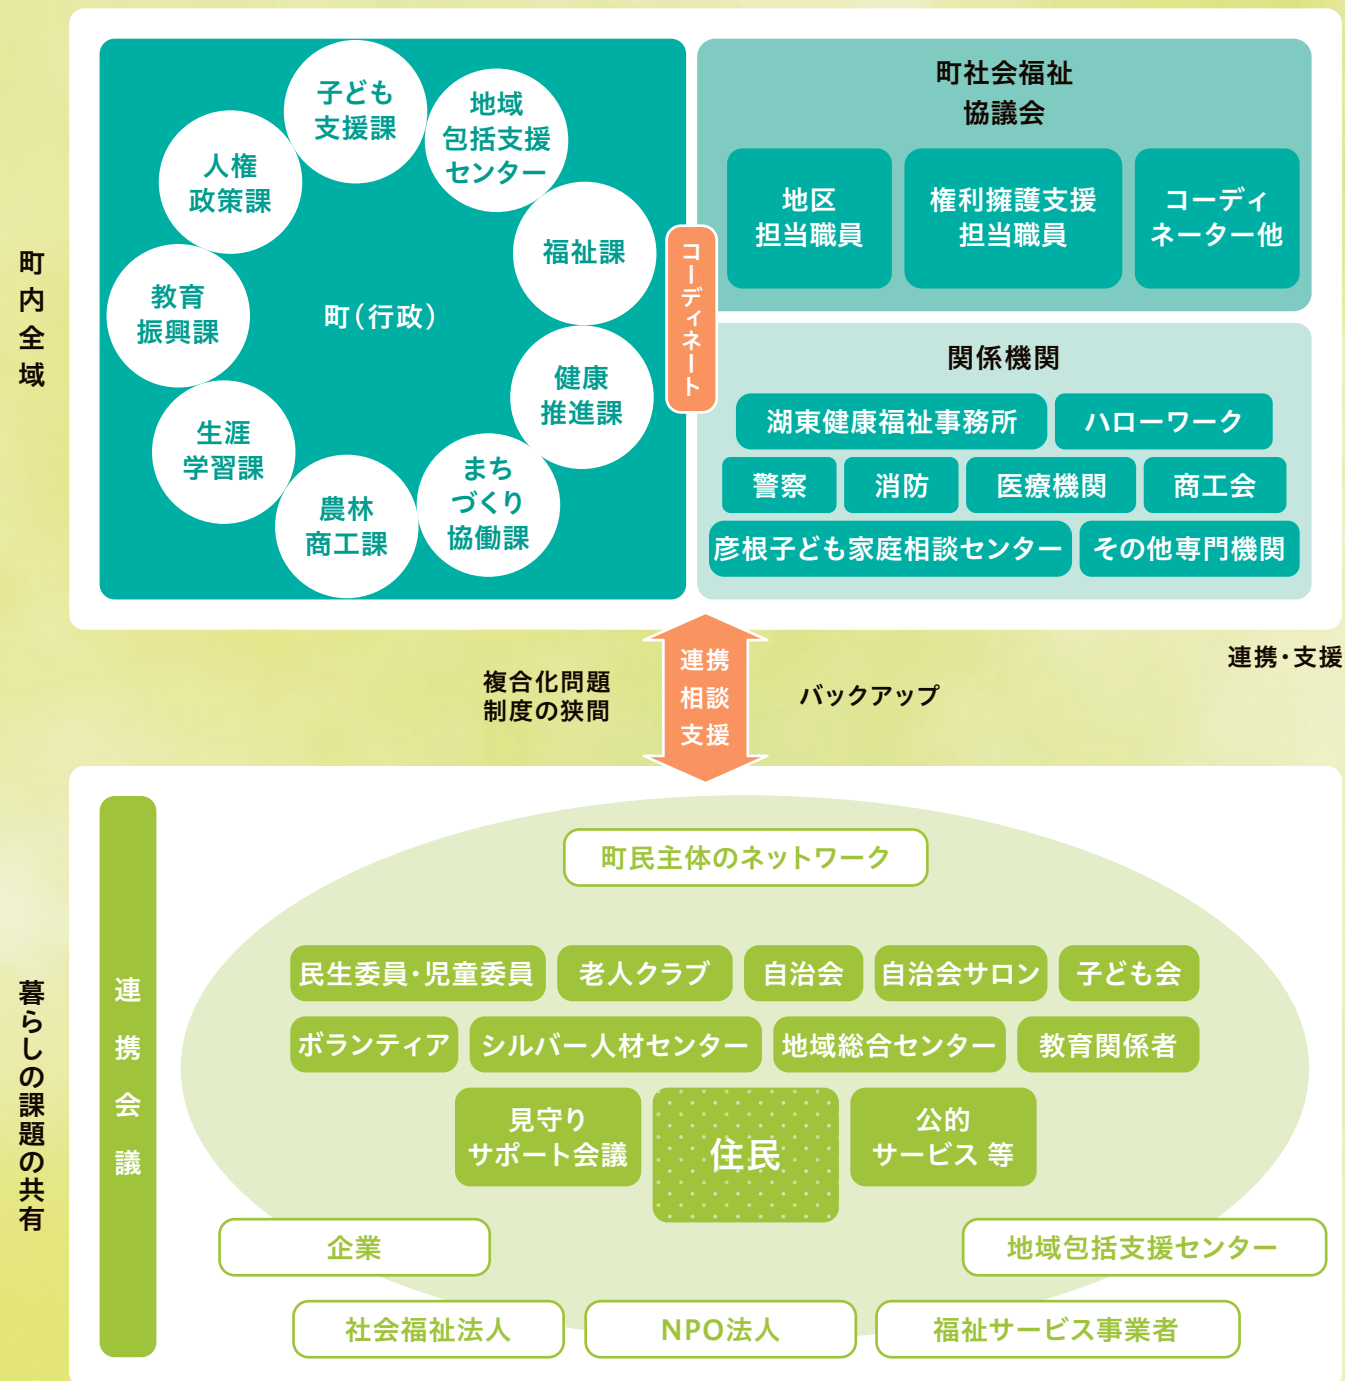 町内全域
子ども
支援課
地域
包括支援
センター
人権
政策課
福祉課
教育
振興課
町(行政)
健康
推進課
生涯
学習課
まち
づくり
協働課
農林
商工課
コーディネート
町社会福祉
協議会
地区
担当職員
権利擁護支援
担当職員
コーディ
ネーター他
関係機関
湖東健康福祉事務所
ハローワーク
警察
消防
医療機関
商工会
彦根子ども家庭相談センター
その他専門機関
連携・支援
複合化問題
制度の狭間
連携
相談
支援
バックアップ
暮らしの課題の共有
連携会議
町民主体のネットワーク
民生委員・児童委員
老人クラブ
自治会
自治会サロン
子ども会
ボランティア
シルバー人材センター
地域総合センター
教育関係者
見守り
サポート会議
住民
公的
サービス 等
企業
地域包括支援センター
社会福祉法人
NPO法人
福祉サービス事業者